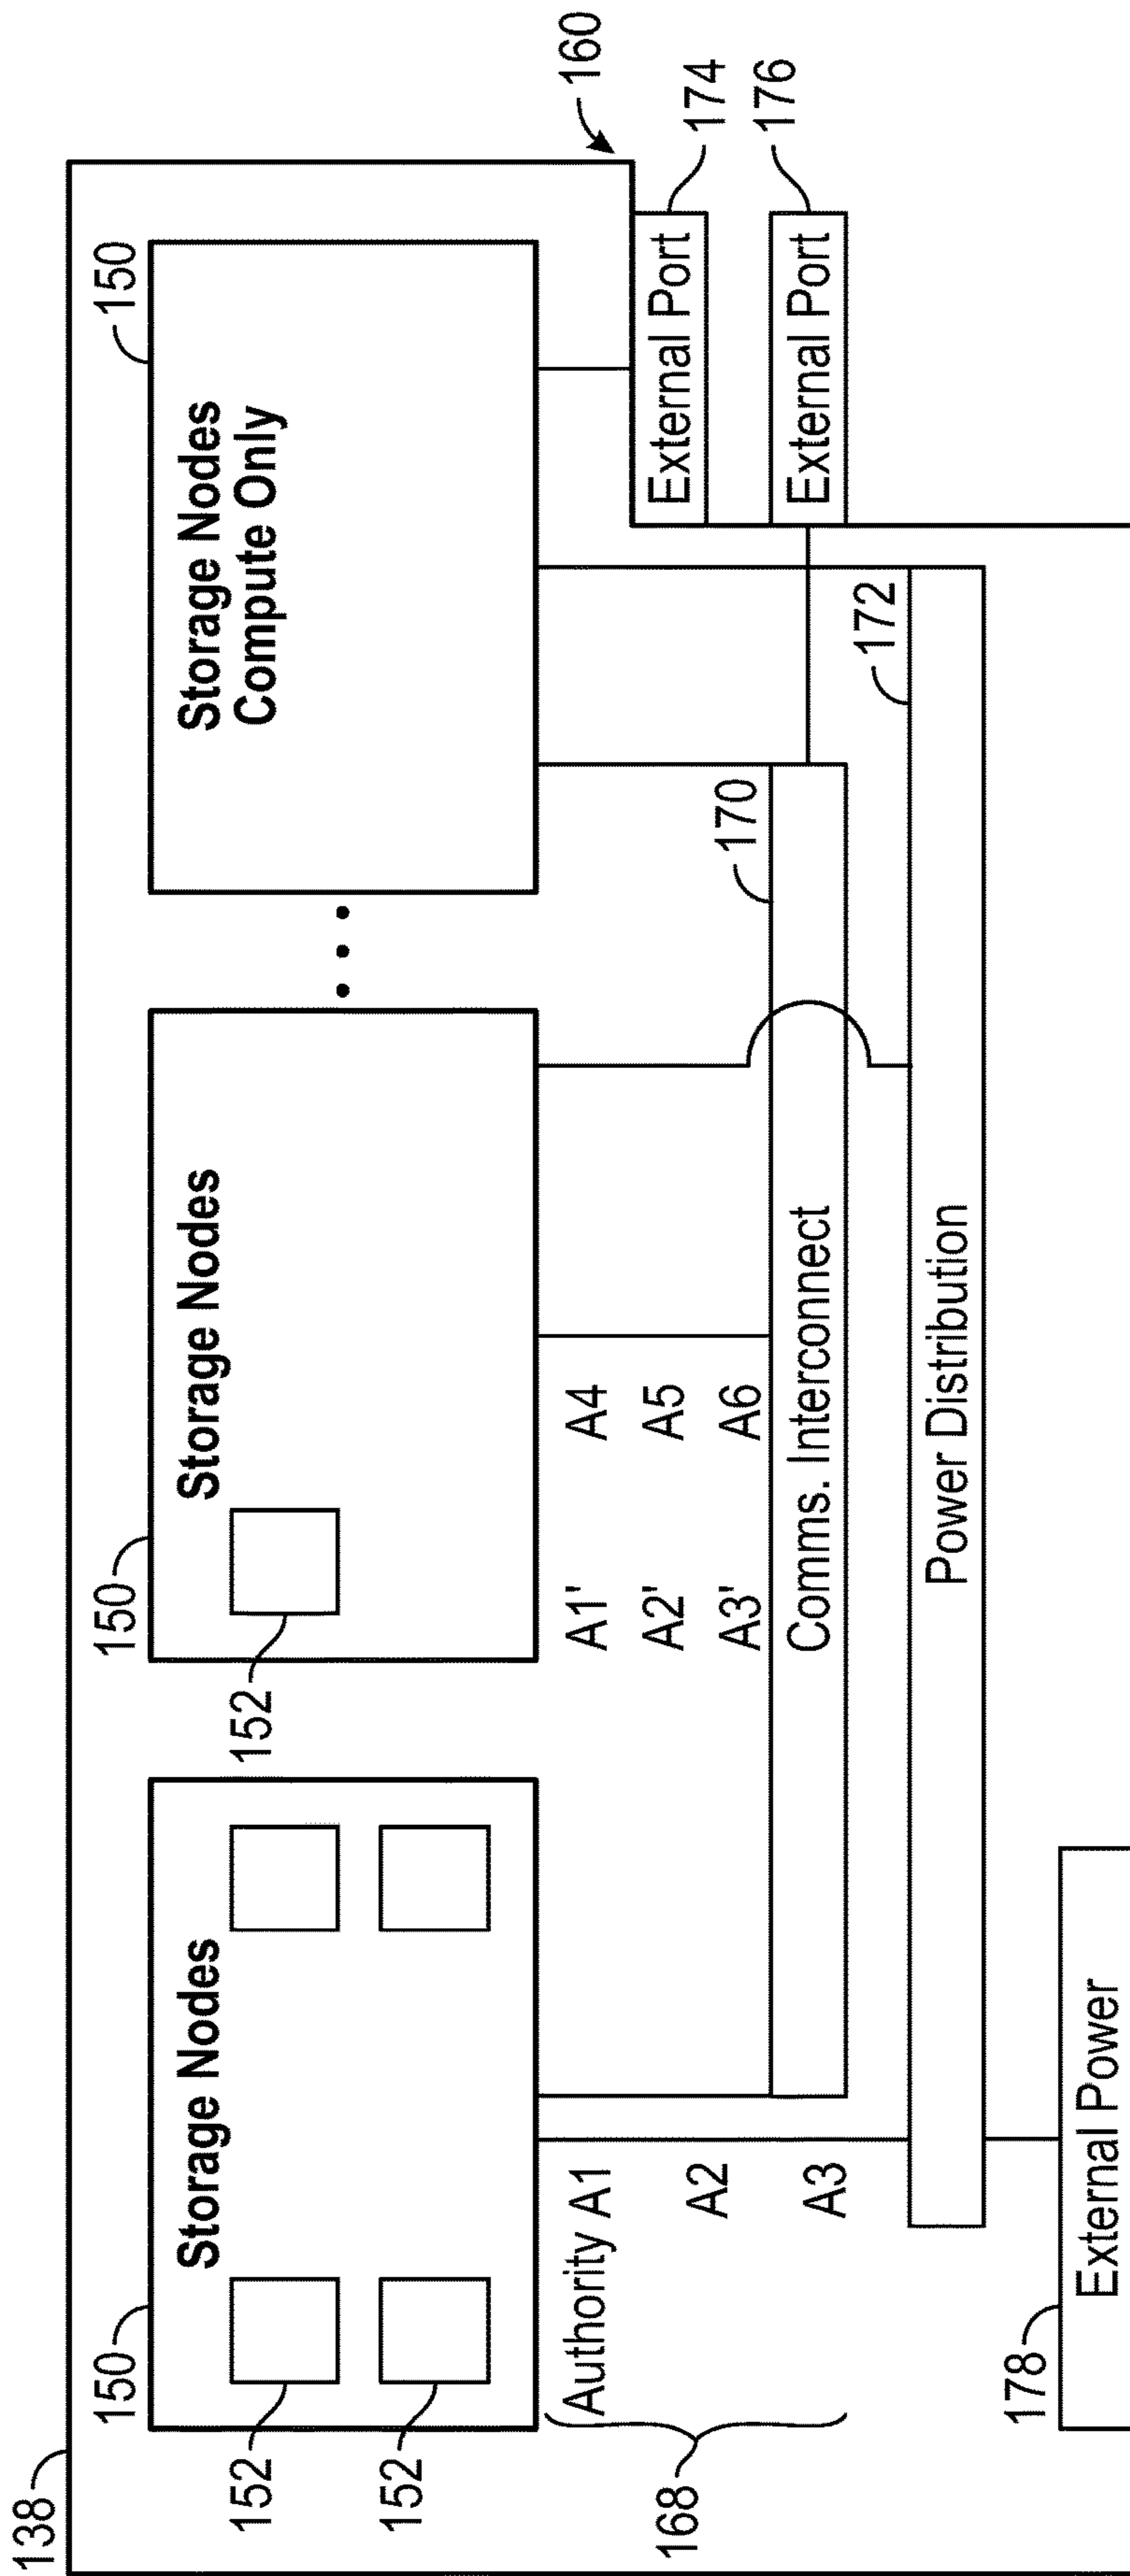 138
160
150
150
150
Storage Nodes
Storage Nodes
Storage Nodes
Compute Only
152
152
152
Authority A1
A2
A3
168
A1'
A2'
A3'
A4
A5
A6
170
Comms. Interconnect
172
Power Distribution
External Port
174
External Port
176
178
External Power